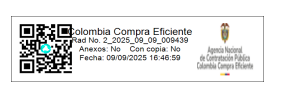 Colombia Compra Eficiente
Rad No. 2_2025_09_09_009439
Anexos: No Con copia: No
Fecha: 09/09/2025 16:46:59
Agencia Nacional
de Contratación Pública
Colombia Compra Eficiente